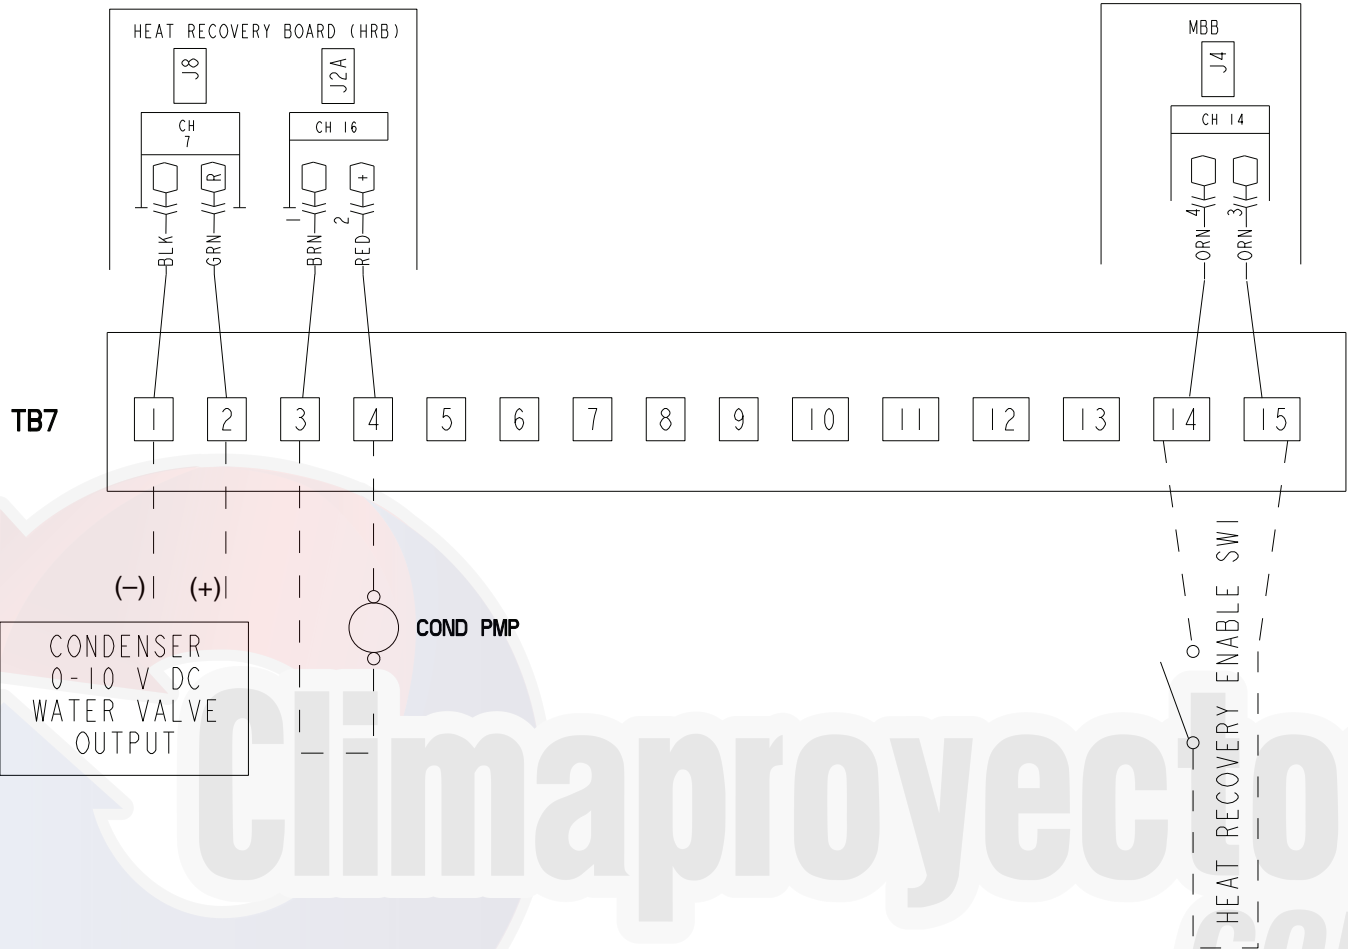 HEAT RECOVERY BOARD (HRB)
J8
J2A
CH
7
CH 16
R
+
1
2
BLK
GRN
BRN
RED
MBB
J4
CH 14
4
3
ORN
ORN
TB7
1 2 3 4 5 6 7 8 9 10 11 12 13 14 15
(–) (+)
CONDENSER
0-10 V DC
WATER VALVE
OUTPUT
COND PMP
HEAT RECOVERY ENABLE SW1
Climaproyecto